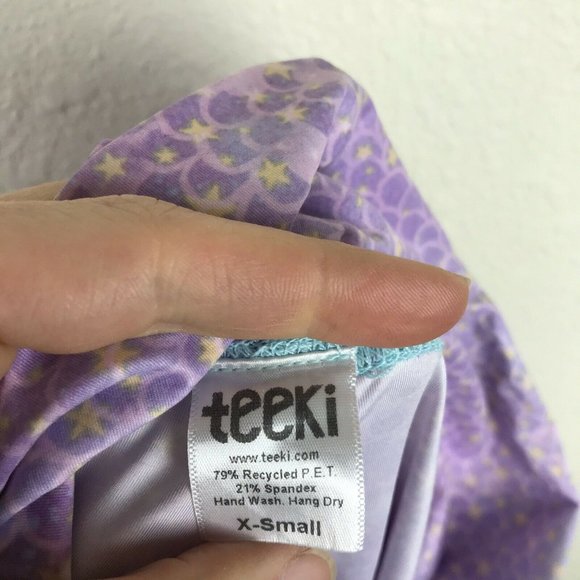 teeki
www.teeki.com
79% Recycled P.E.T.
21% Spandex
Hand Wash. Hang Dry
X-Small